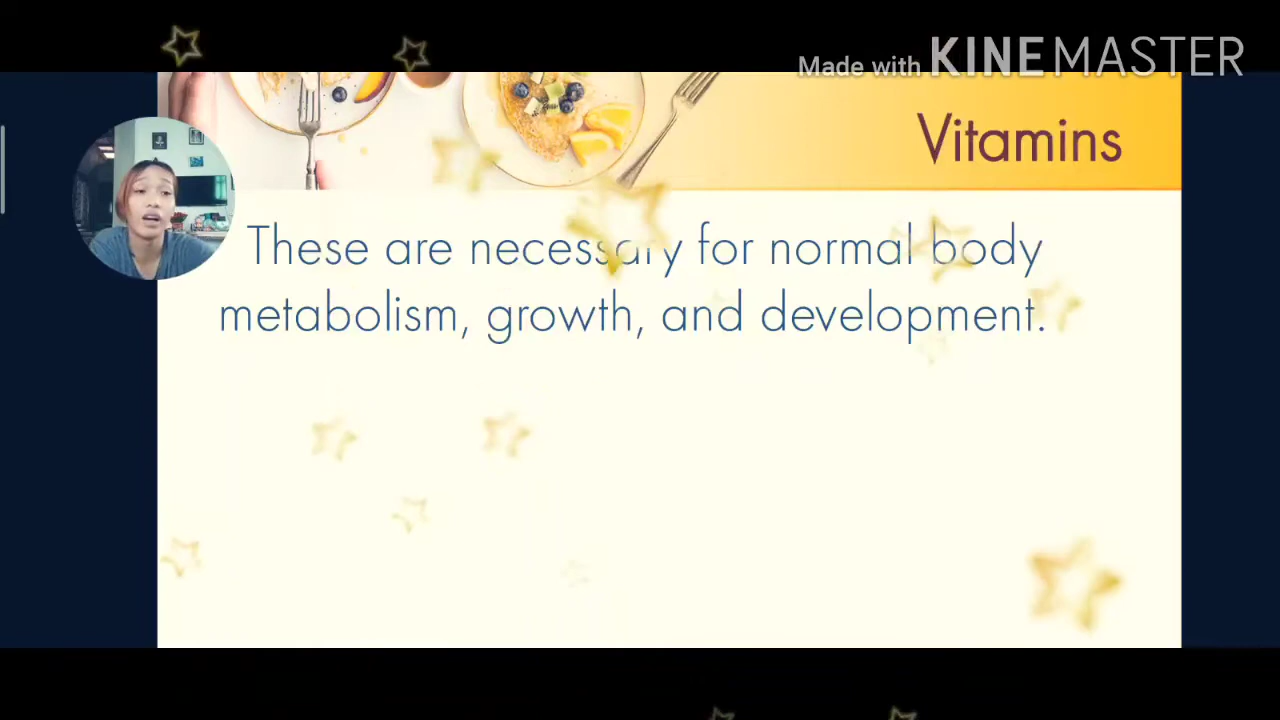 Made with KINEMASTER
Vitamins
These are necessary for normal body
metabolism, growth, and development.